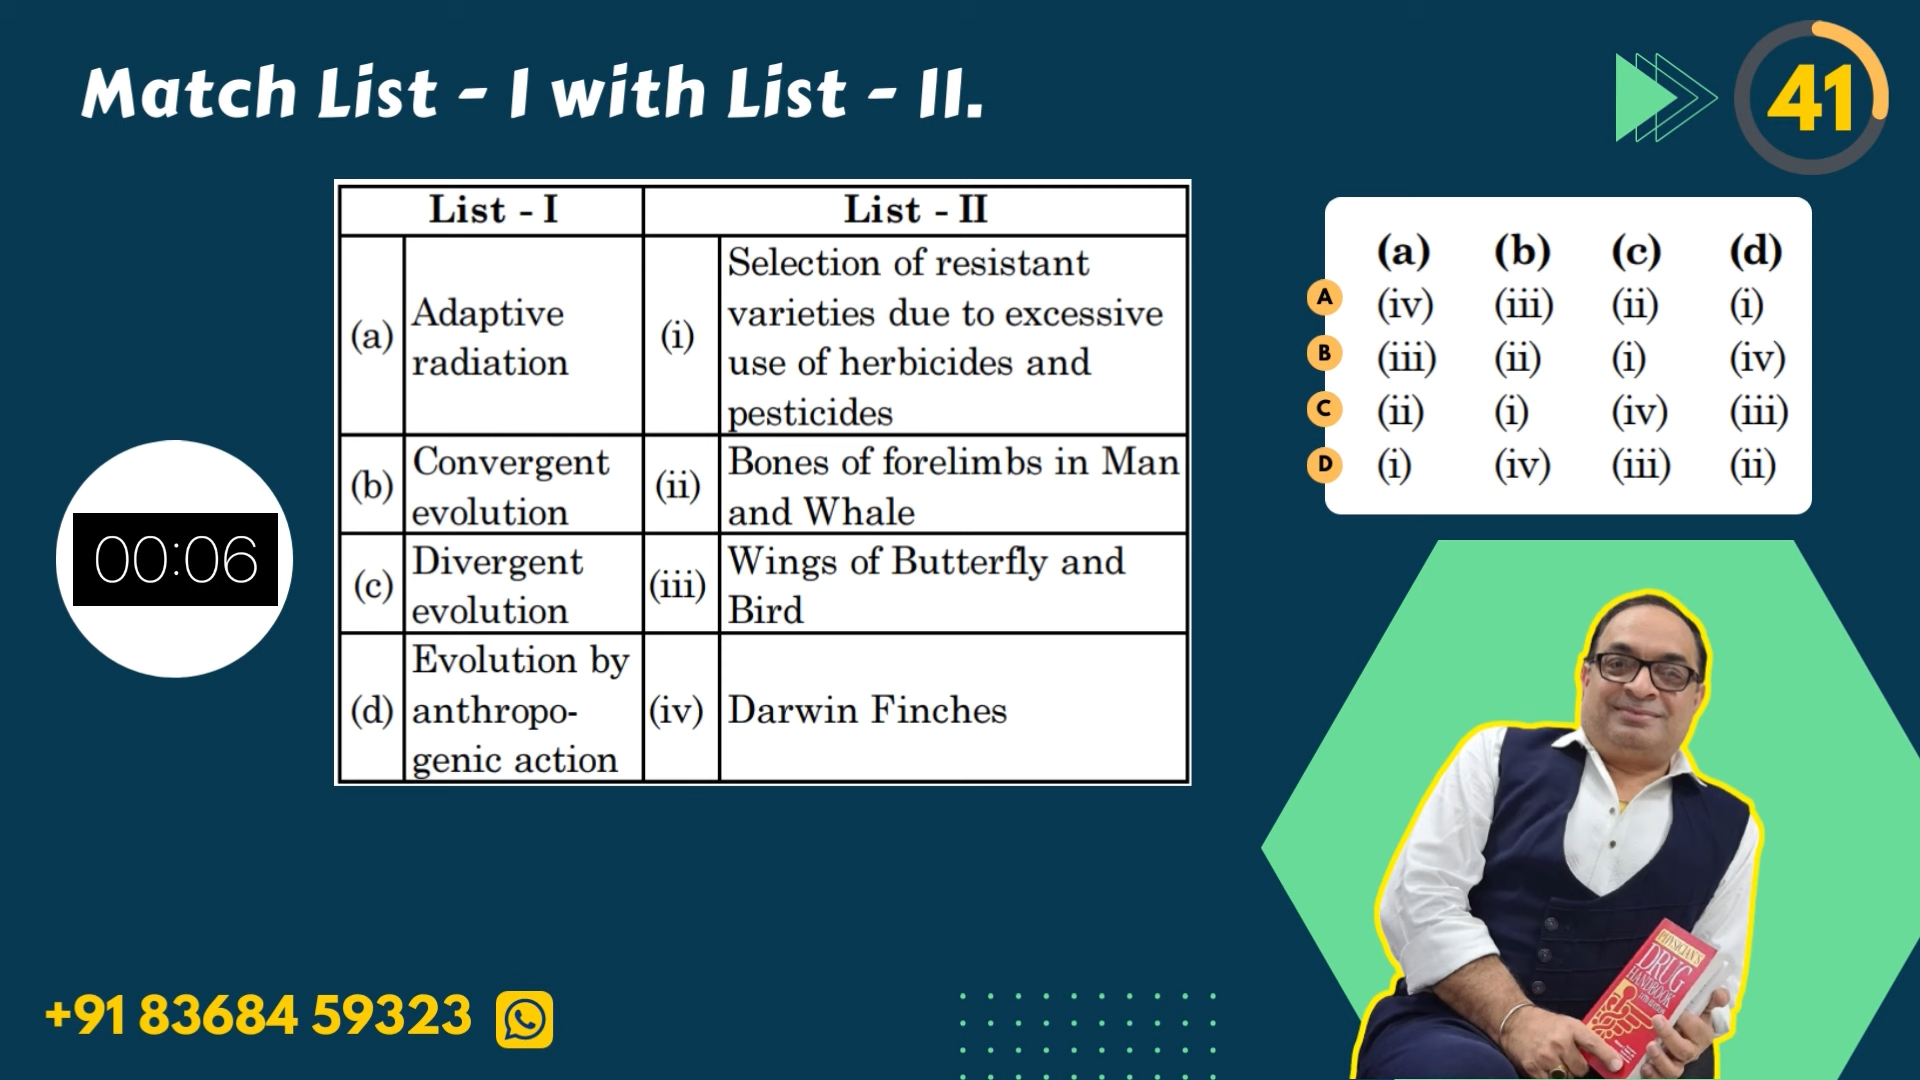 Match List - I with List - II.
41
List - I
List - II
(a)
Adaptive
radiation
(i)
Selection of resistant
varieties due to excessive
use of herbicides and
pesticides
(b)
Convergent
evolution
(ii)
Bones of forelimbs in Man
and Whale
(c)
Divergent
evolution
(iii)
Wings of Butterfly and
Bird
(d)
Evolution by
anthropo-
genic action
(iv)
Darwin Finches
(a) (b) (c) (d)
A (iv) (iii) (ii) (i)
B (iii) (ii) (i) (iv)
C (ii) (i) (iv) (iii)
D (i) (iv) (iii) (ii)
00:06
PHYSICIAN'S
DRUG
HANDBOOK
+91 83684 59323